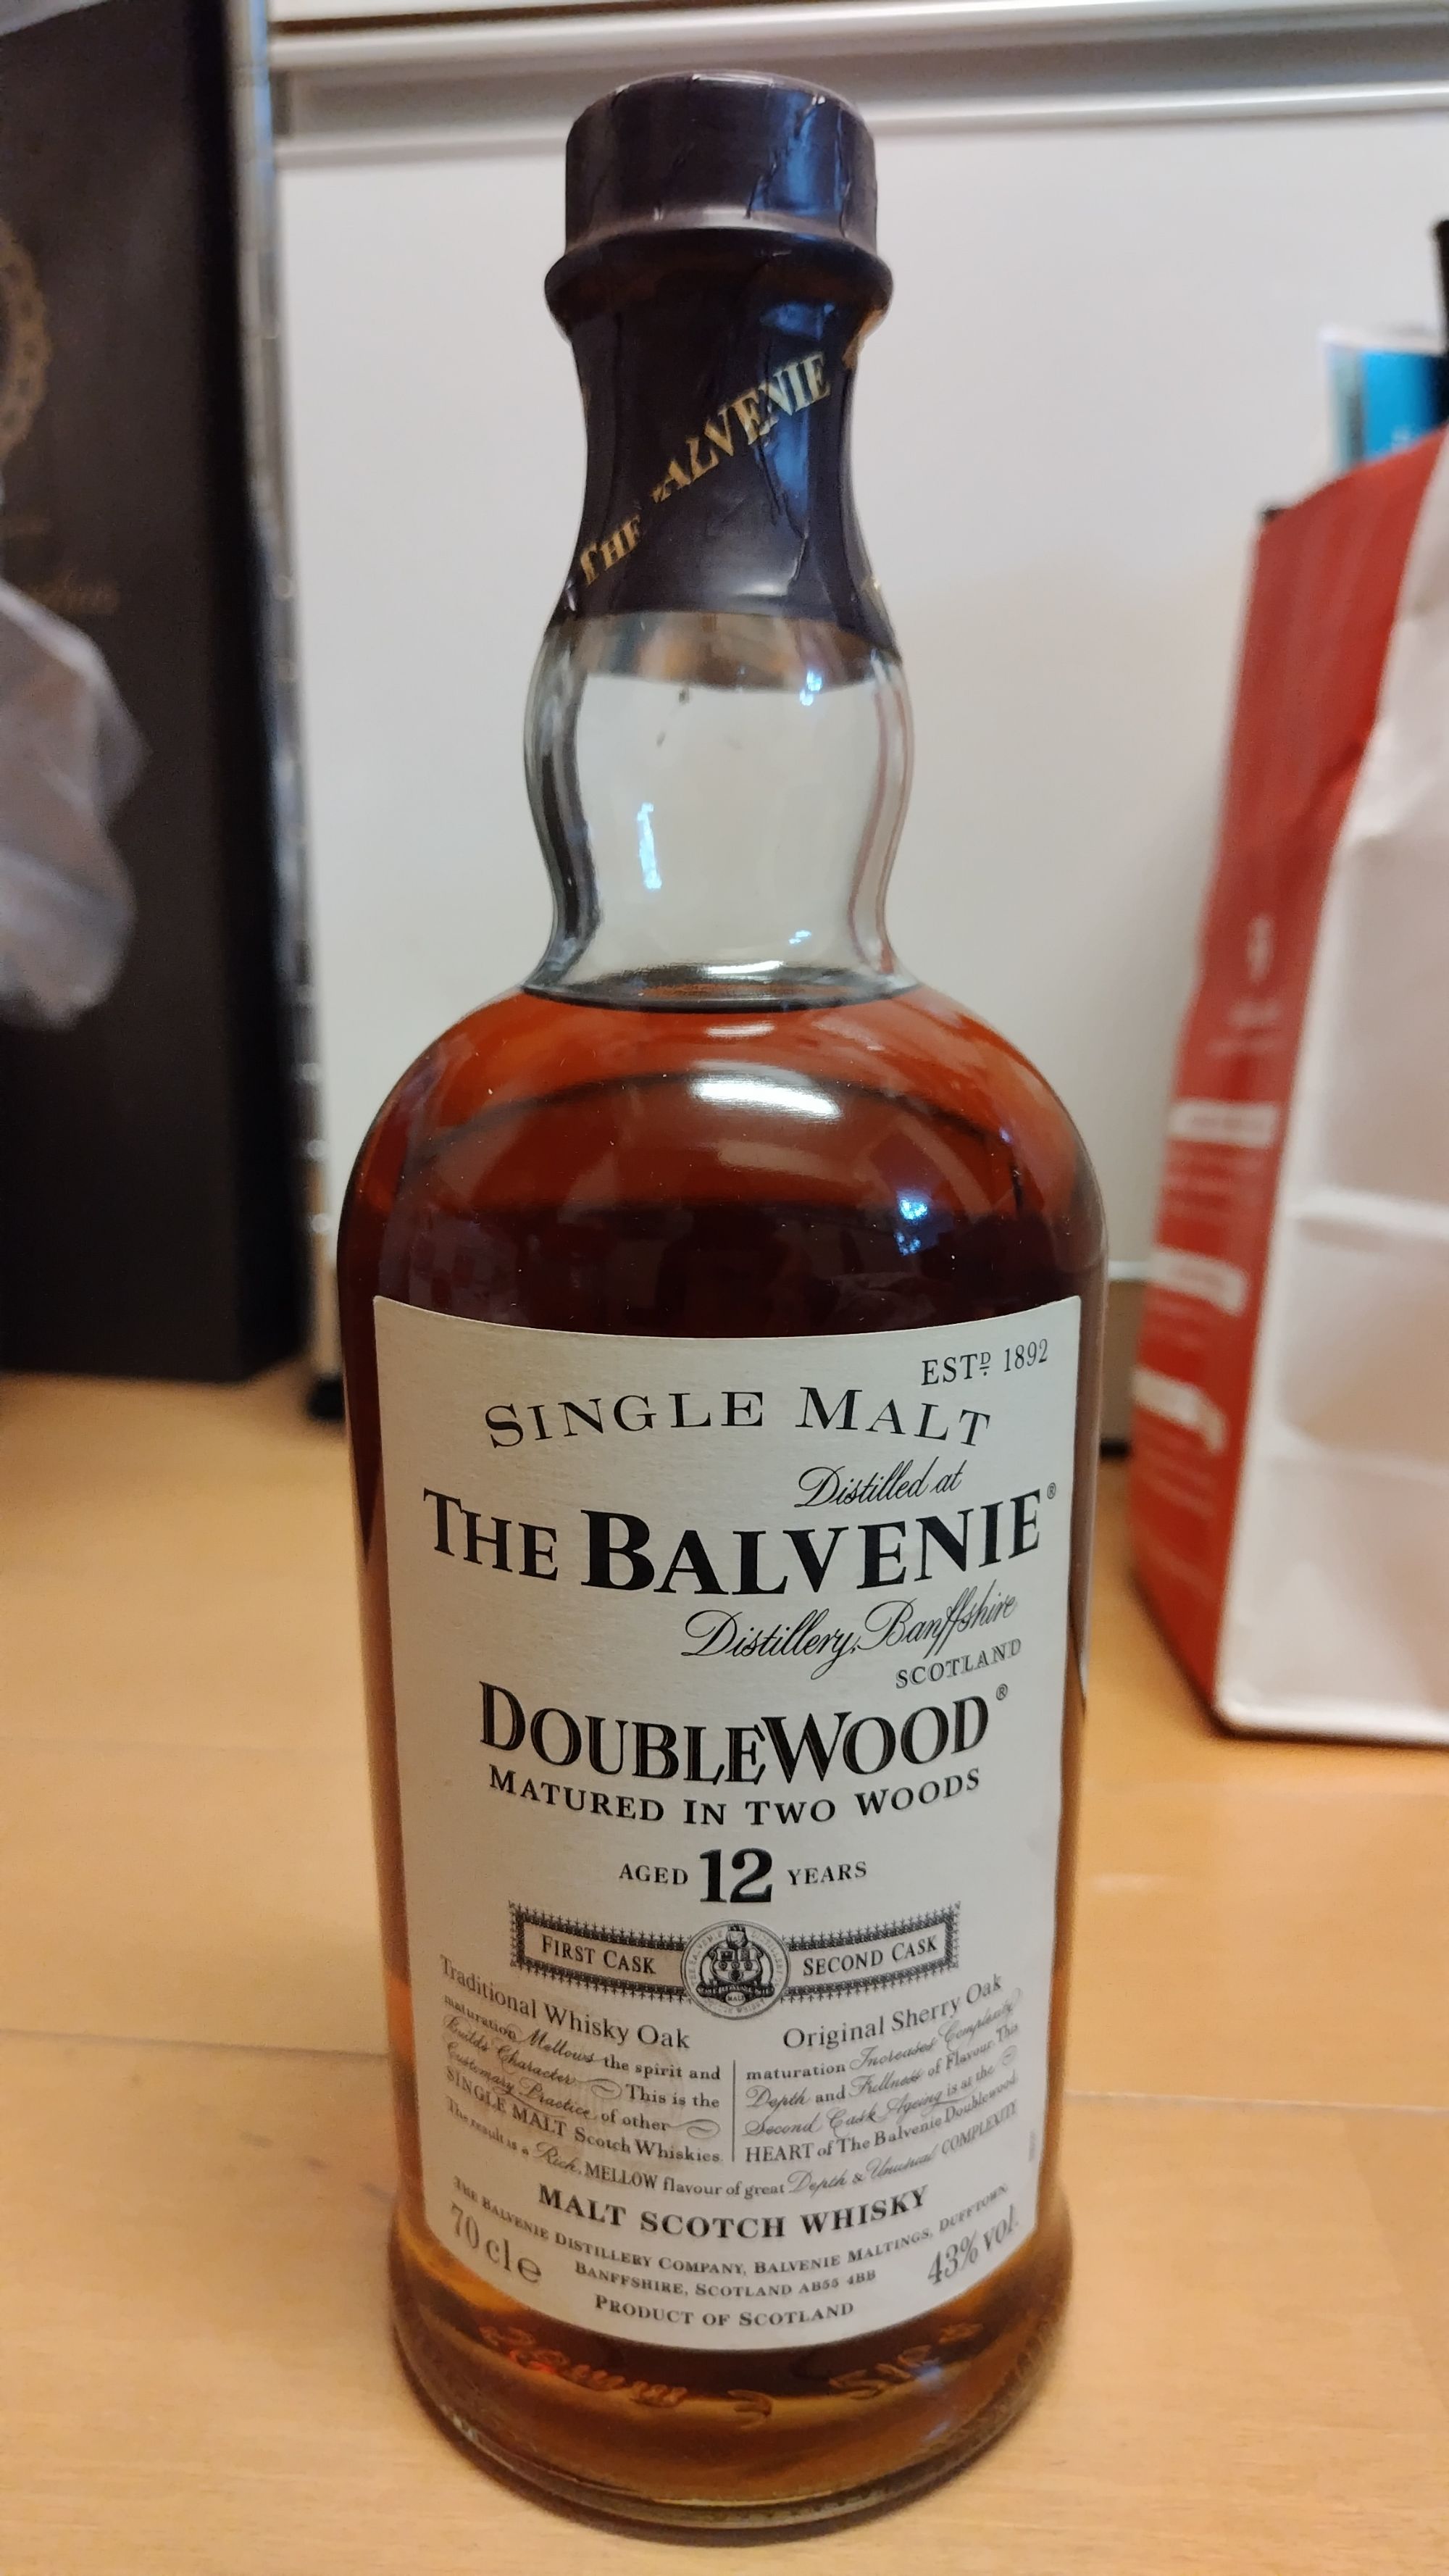 THE BALVENIE
ESTD 1892
SINGLE MALT
Distilled at
THE BALVENIE®
Distillery, Banffshire
SCOTLAND
DOUBLEWOOD®
MATURED IN TWO WOODS
AGED 12 YEARS
FIRST CASK
SECOND CASK
Traditional Whisky Oak
maturation Mellows the spirit and
Builds Character This is the
Customary Practice of other
SINGLE MALT Scotch Whiskies
Original Sherry Oak
maturation Increases Complexity
Depth and Fullness of Flavour. This
Second Cask Ageing is at the
HEART of The Balvenie Doublewood.
The result is a Rich, MELLOW flavour of great Depth & Unusual COMPLEXITY
MALT SCOTCH WHISKY
THE BALVENIE DISTILLERY COMPANY, BALVENIE MALTINGS, DUFFTOWN,
BANFFSHIRE, SCOTLAND AB55 4BB
70cl e
43% vol.
PRODUCT OF SCOTLAND